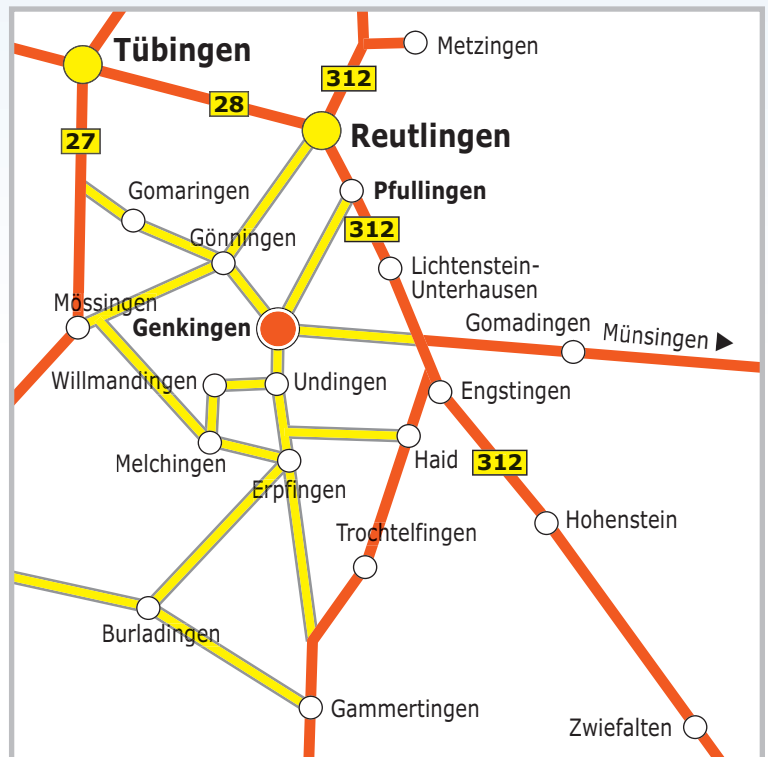 Metzingen
Tübingen
312
28
Reutlingen
27
Gomaringen
Pfullingen
312
Gönningen
Lichtenstein-
Unterhausen
Mössingen
Genkingen
Gomadingen
Münsingen
Willmandingen
Undingen
Engstingen
Melchingen
Haid
312
Erpfingen
Hohenstein
Trochtelfingen
Burladingen
Gammertingen
Zwiefalten